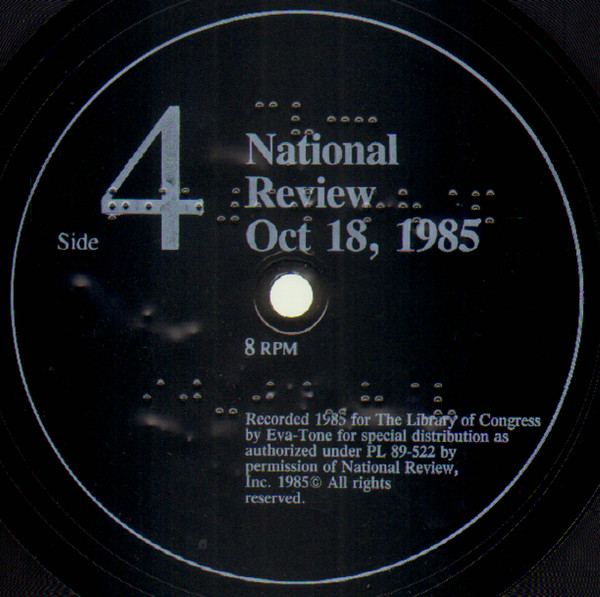 Side 4
National
Review
Oct 18, 1985
8 RPM
Recorded 1985 for The Library of Congress
by Eva-Tone for special distribution as
authorized under PL 89-522 by
permission of National Review,
Inc. 1985© All rights
reserved.